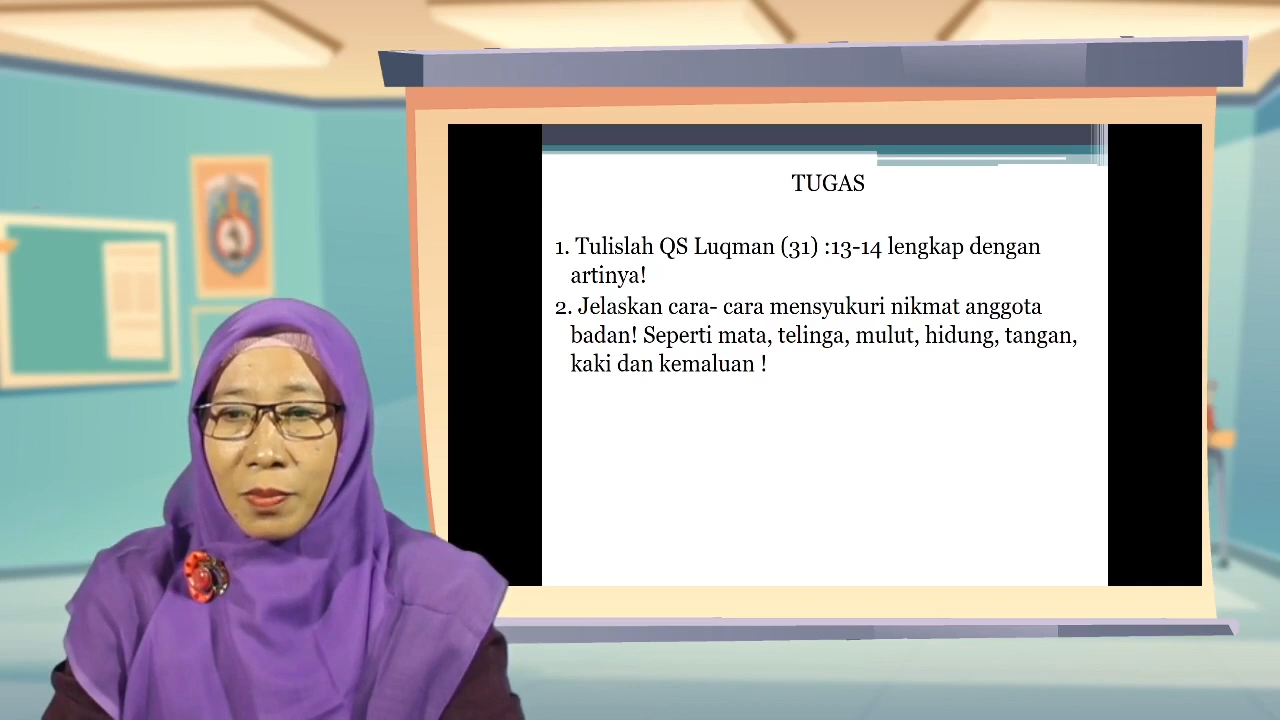 TUGAS
1. Tulislah QS Luqman (31) :13-14 lengkap dengan
artinya!
2. Jelaskan cara- cara mensyukuri nikmat anggota
badan! Seperti mata, telinga, mulut, hidung, tangan,
kaki dan kemaluan !